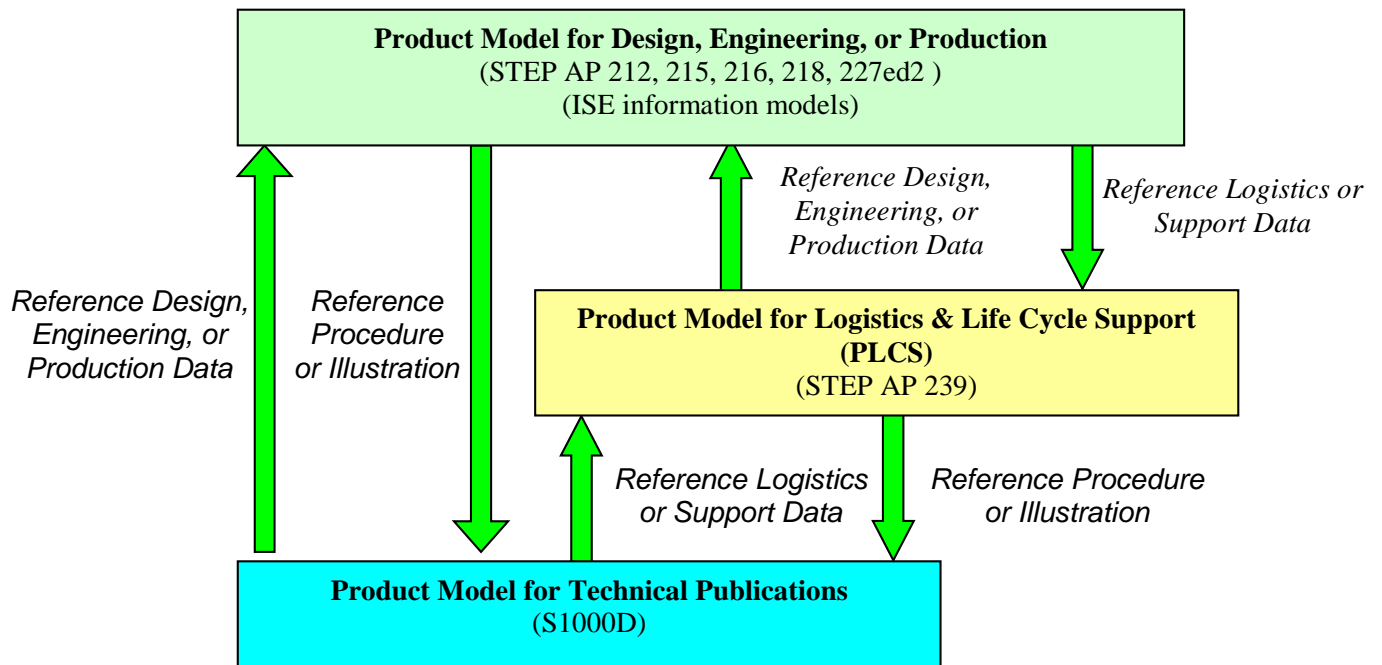 Product Model for Design, Engineering, or Production
(STEP AP 212, 215, 216, 218, 227ed2 )
(ISE information models)
Reference Design,
Engineering, or
Production Data
Reference Logistics or
Support Data
Reference Design,
Engineering, or
Production Data
Reference
Procedure
or Illustration
Product Model for Logistics & Life Cycle Support
(PLCS)
(STEP AP 239)
Reference Logistics
or Support Data
Reference Procedure
or Illustration
Product Model for Technical Publications
(S1000D)